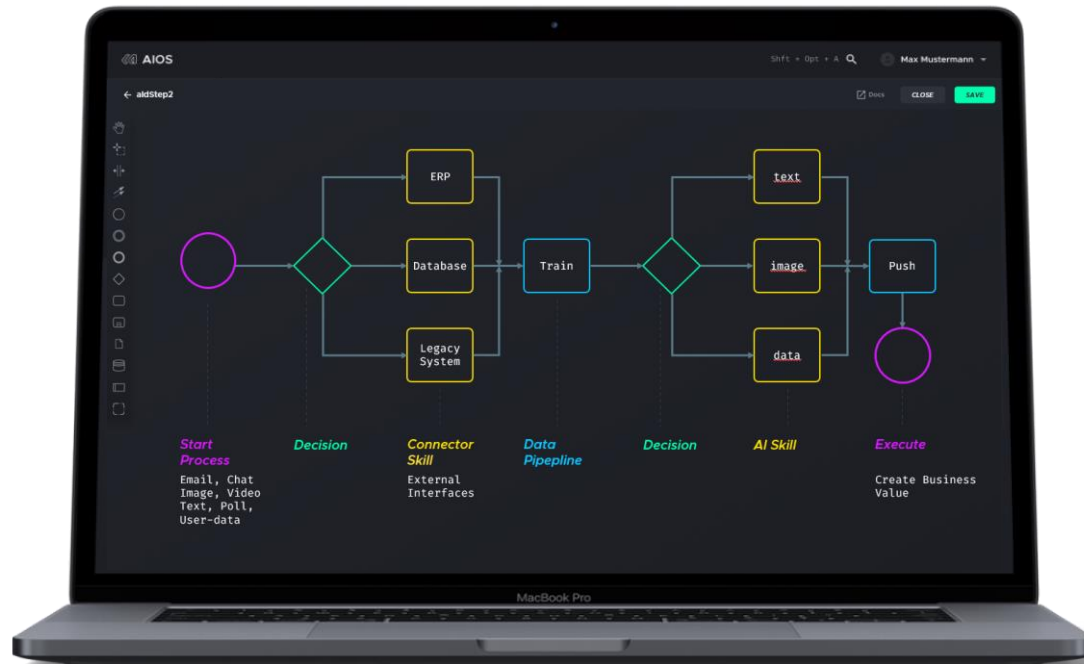 AIOS
Shft + Opt + A
Max Mustermann
aidStep2
Docs
CLOSE
SAVE
ERP
text
Database
Train
image
Push
Legacy
System
data
Start
Process
Decision
Connector
Skill
Data
Pipepline
Decision
AI Skill
Execute
Email, Chat
Image, Video
Text, Poll,
User-data
External
Interfaces
Create Business
Value
MacBook Pro